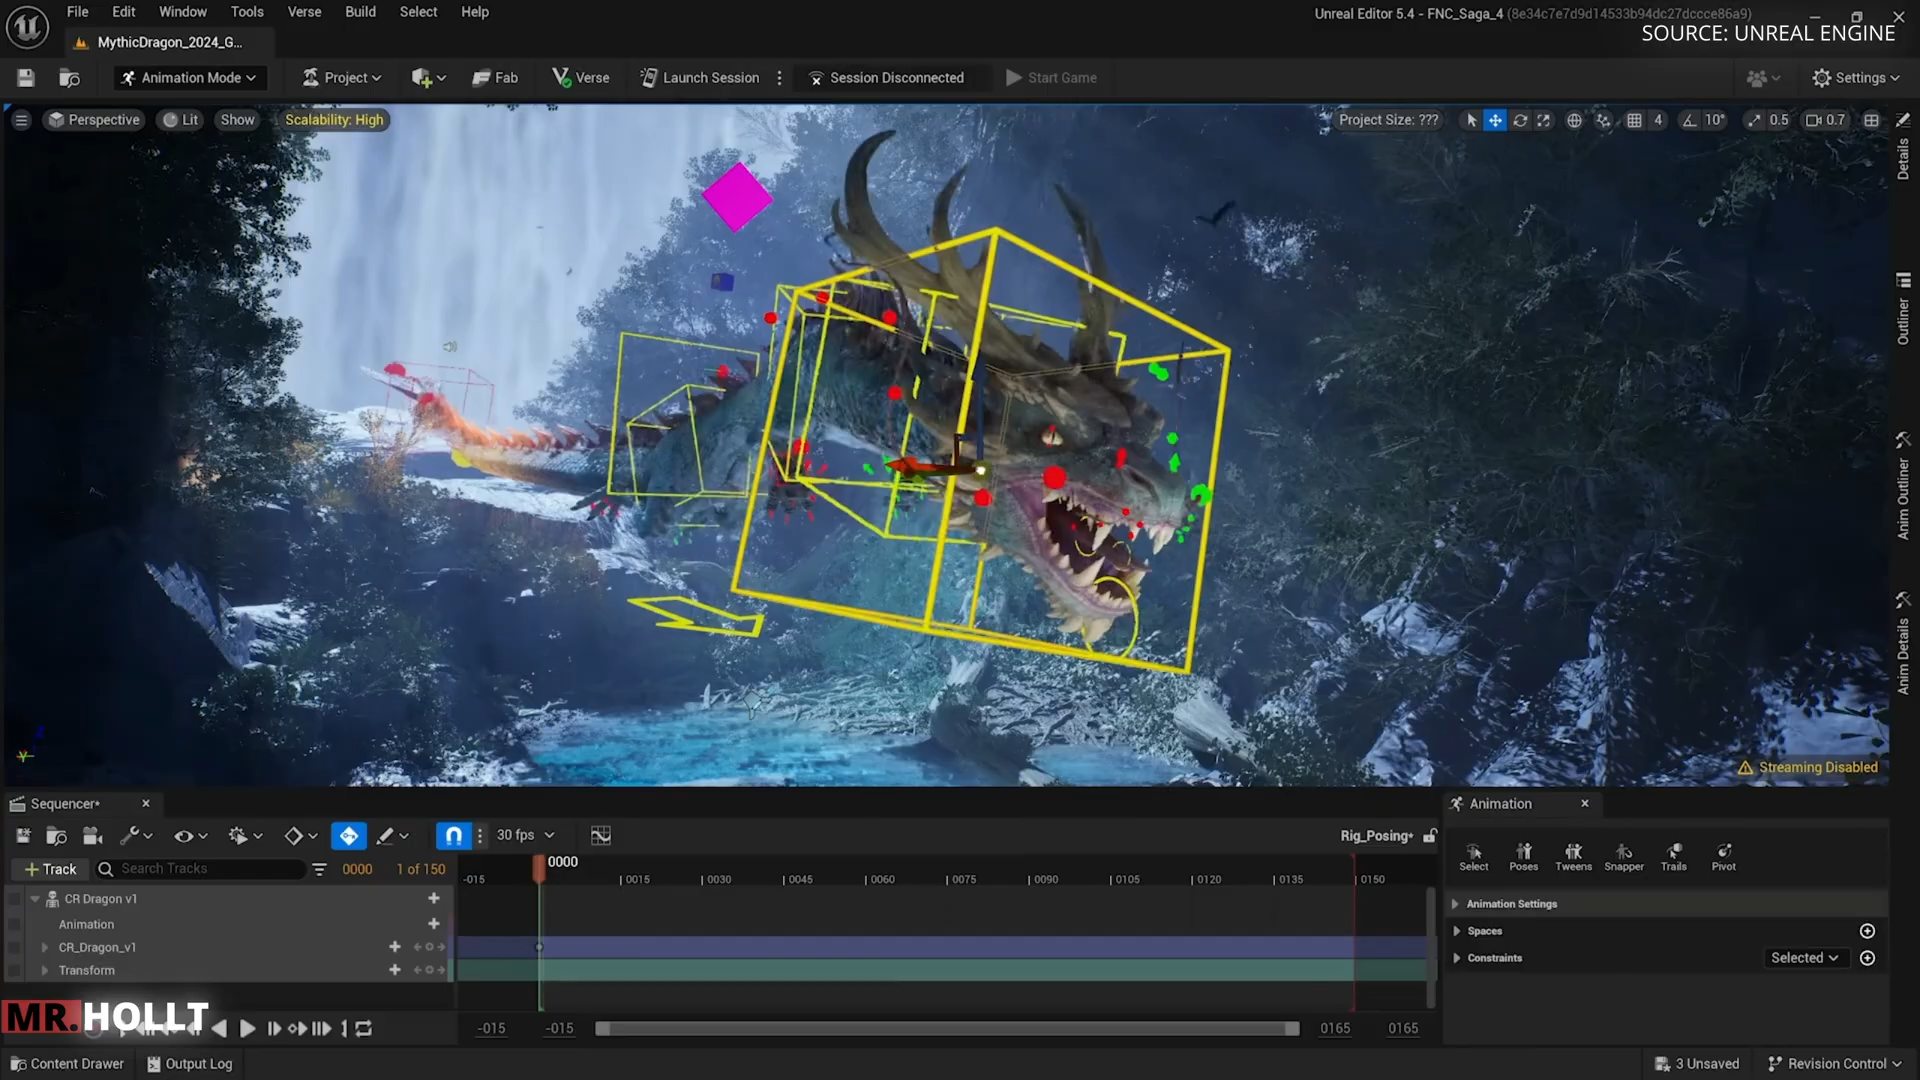 File Edit Window Tools Verse Build Select Help
Unreal Editor 5.4 - FNC_Saga_4 (8e34c7e7d9d14533b94dc27dccce86a9)
SOURCE: UNREAL ENGINE
MythicDragon_2024_G...
Animation Mode Project Fab Verse Launch Session Session Disconnected Start Game Settings
Perspective Lit Show Scalability: High Project Size: ??? 4 10° 0.5 0.7
Details
Outliner
Anim Outliner
Anim Details
Streaming Disabled
Sequencer*
30 fps Rig_Posing*
Track Search Tracks 0000 1 of 150
0000
-015 0015 0030 0045 0060 0075 0090 0105 0120 0135 0150
CR Dragon v1
Animation
CR_Dragon_v1
Transform
MR.HOLLT
-015 -015 0165 0165
Animation
Select Poses Tweens Snapper Trails Pivot
Animation Settings
Spaces
Constraints Selected
Content Drawer Output Log 3 Unsaved Revision Control